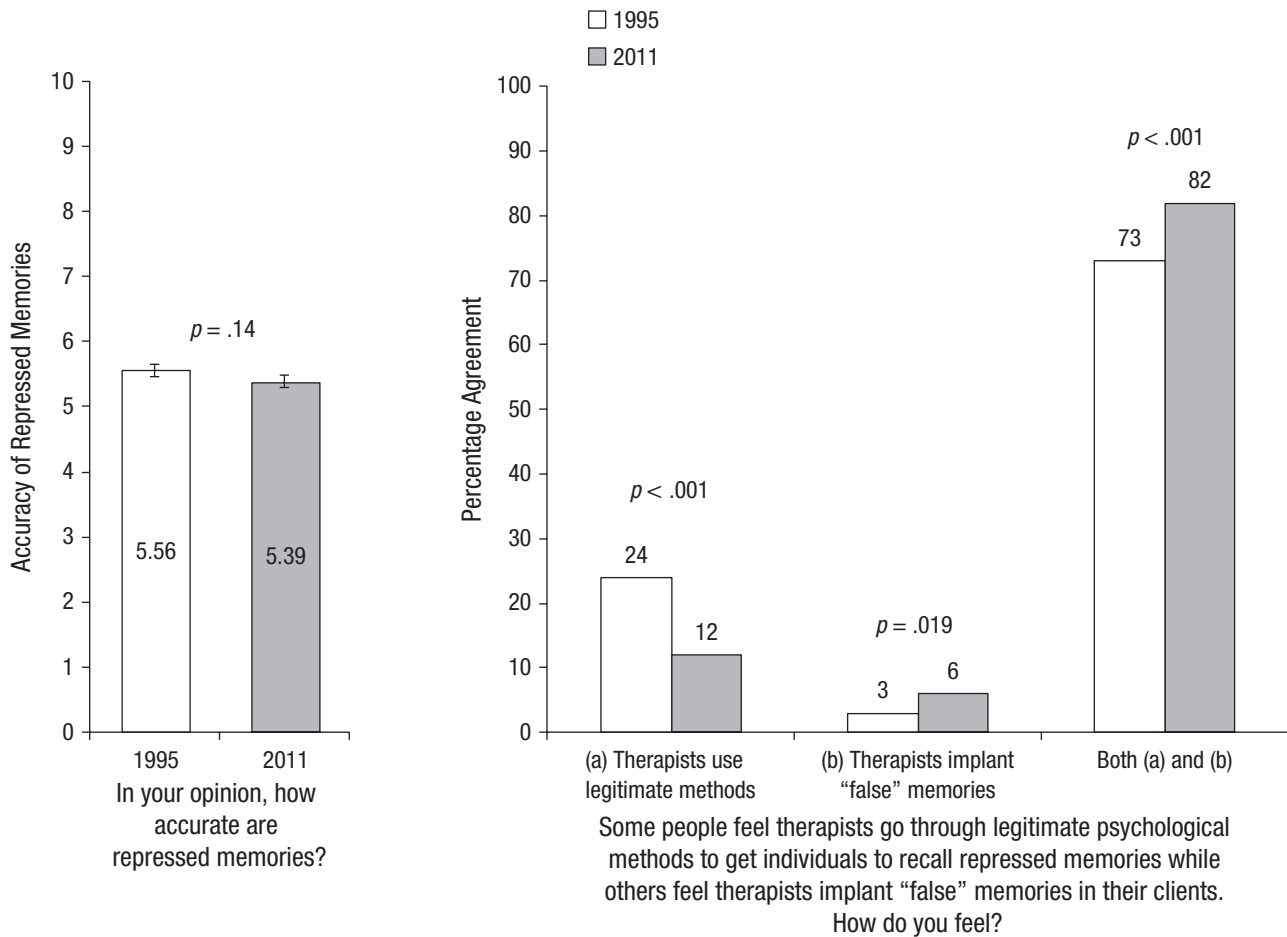 1995
2011
10
9
8
7
6
5
4
3
2
1
0
Accuracy of Repressed Memories
p = .14
5.56
5.39
1995
2011
In your opinion, how
accurate are
repressed memories?
100
90
80
70
60
50
40
30
20
10
0
Percentage Agreement
p < .001
24
12
p = .019
3
6
p < .001
73
82
(a) Therapists use
legitimate methods
(b) Therapists implant
“false” memories
Both (a) and (b)
Some people feel therapists go through legitimate psychological
methods to get individuals to recall repressed memories while
others feel therapists implant “false” memories in their clients.
How do you feel?